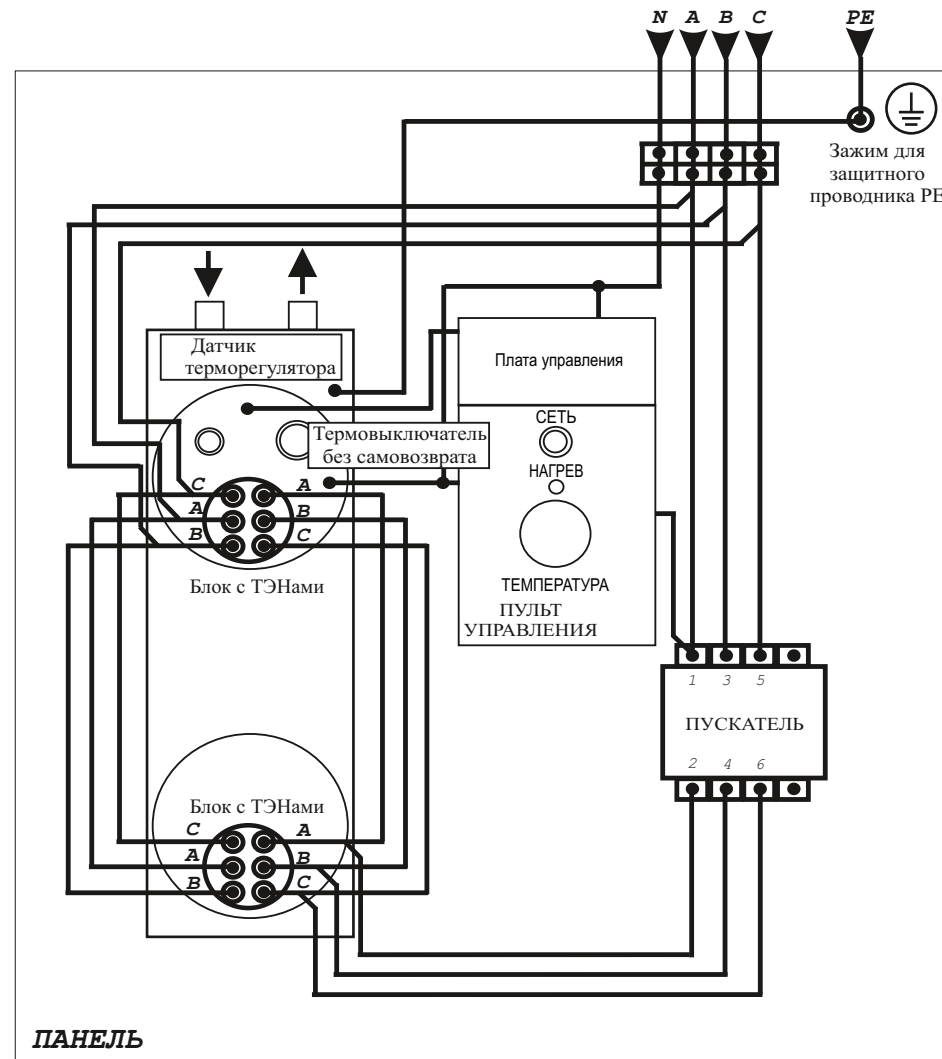 N A B C PE
Зажим для
защитного
проводника PE
Датчик
терморегулятора
Плата управления
СЕТЬ
Термовыключатель
без самовозврата
НАГРЕВ
C A
A B
B C
Блок с ТЭНами
ТЕМПЕРАТУРА
ПУЛЬТ
УПРАВЛЕНИЯ
1 3 5
ПУСКАТЕЛЬ
2 4 6
Блок с ТЭНами
C A
A B
B C
ПАНЕЛЬ